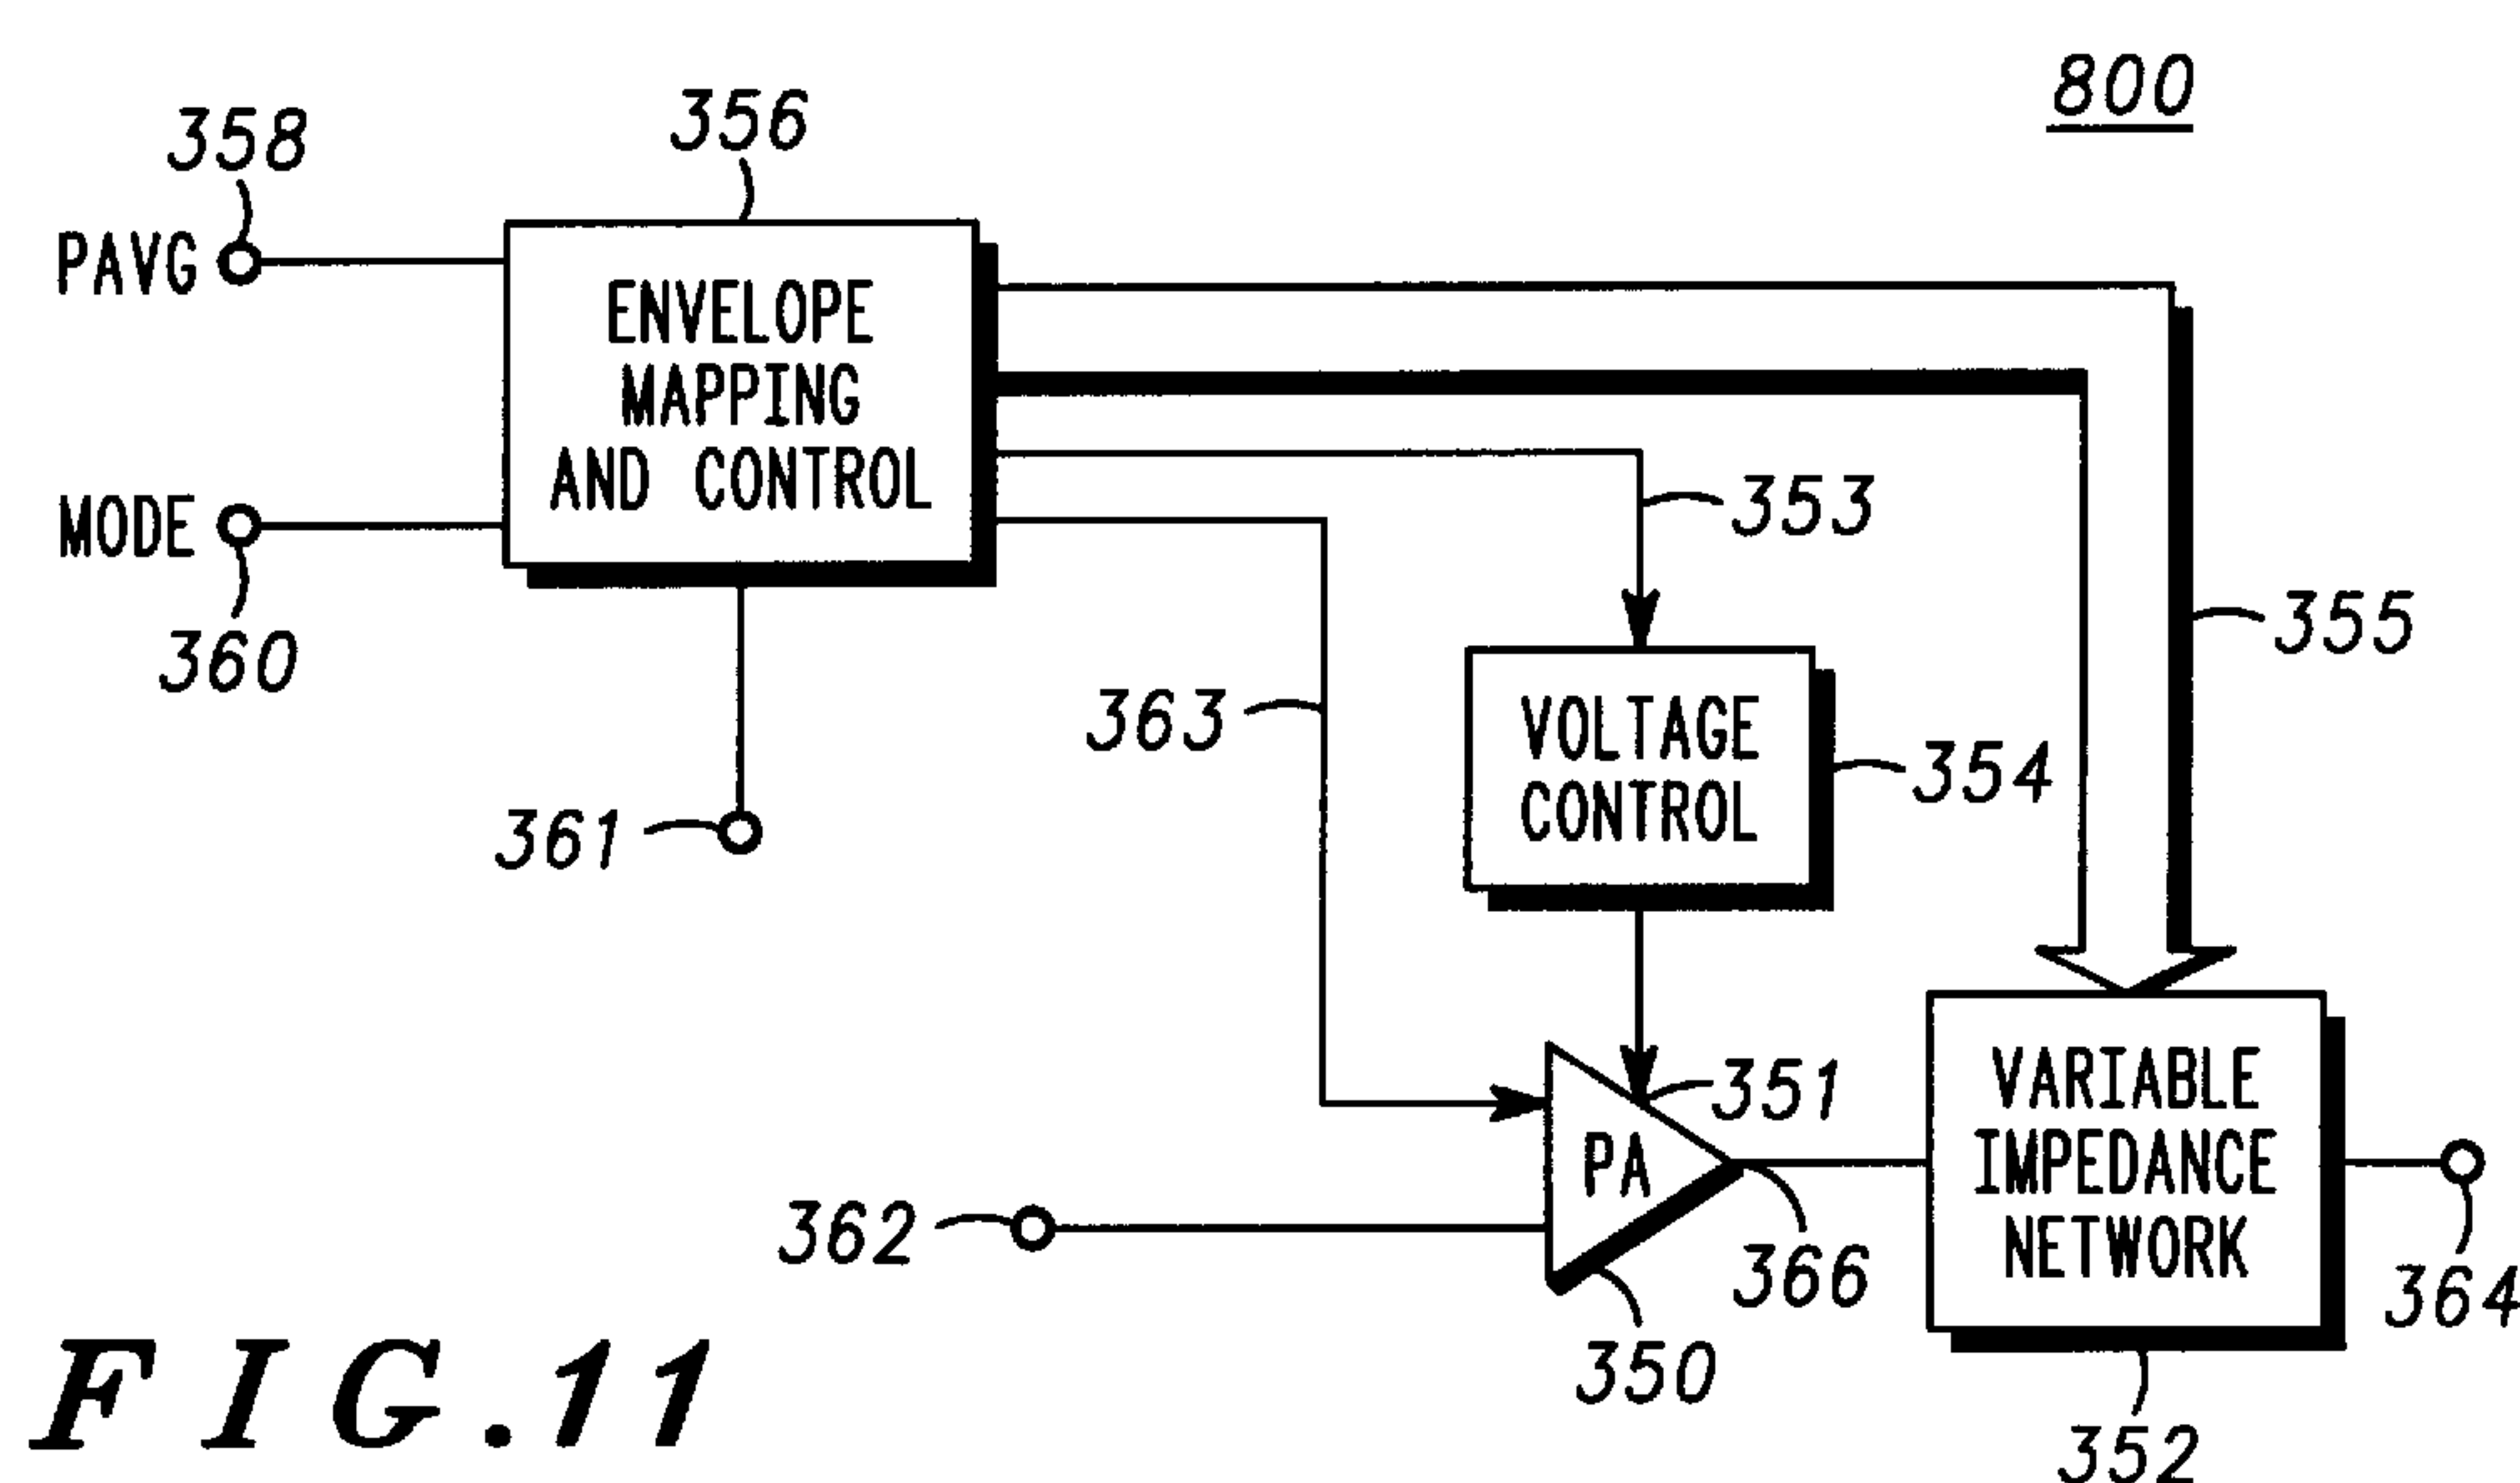 800
358
356
PAVG
ENVELOPE
MAPPING
AND CONTROL
MODE
360
353
355
363
VOLTAGE
CONTROL
354
361
351
PA
VARIABLE
IMPEDANCE
NETWORK
362
366
364
350
352
FIG.11